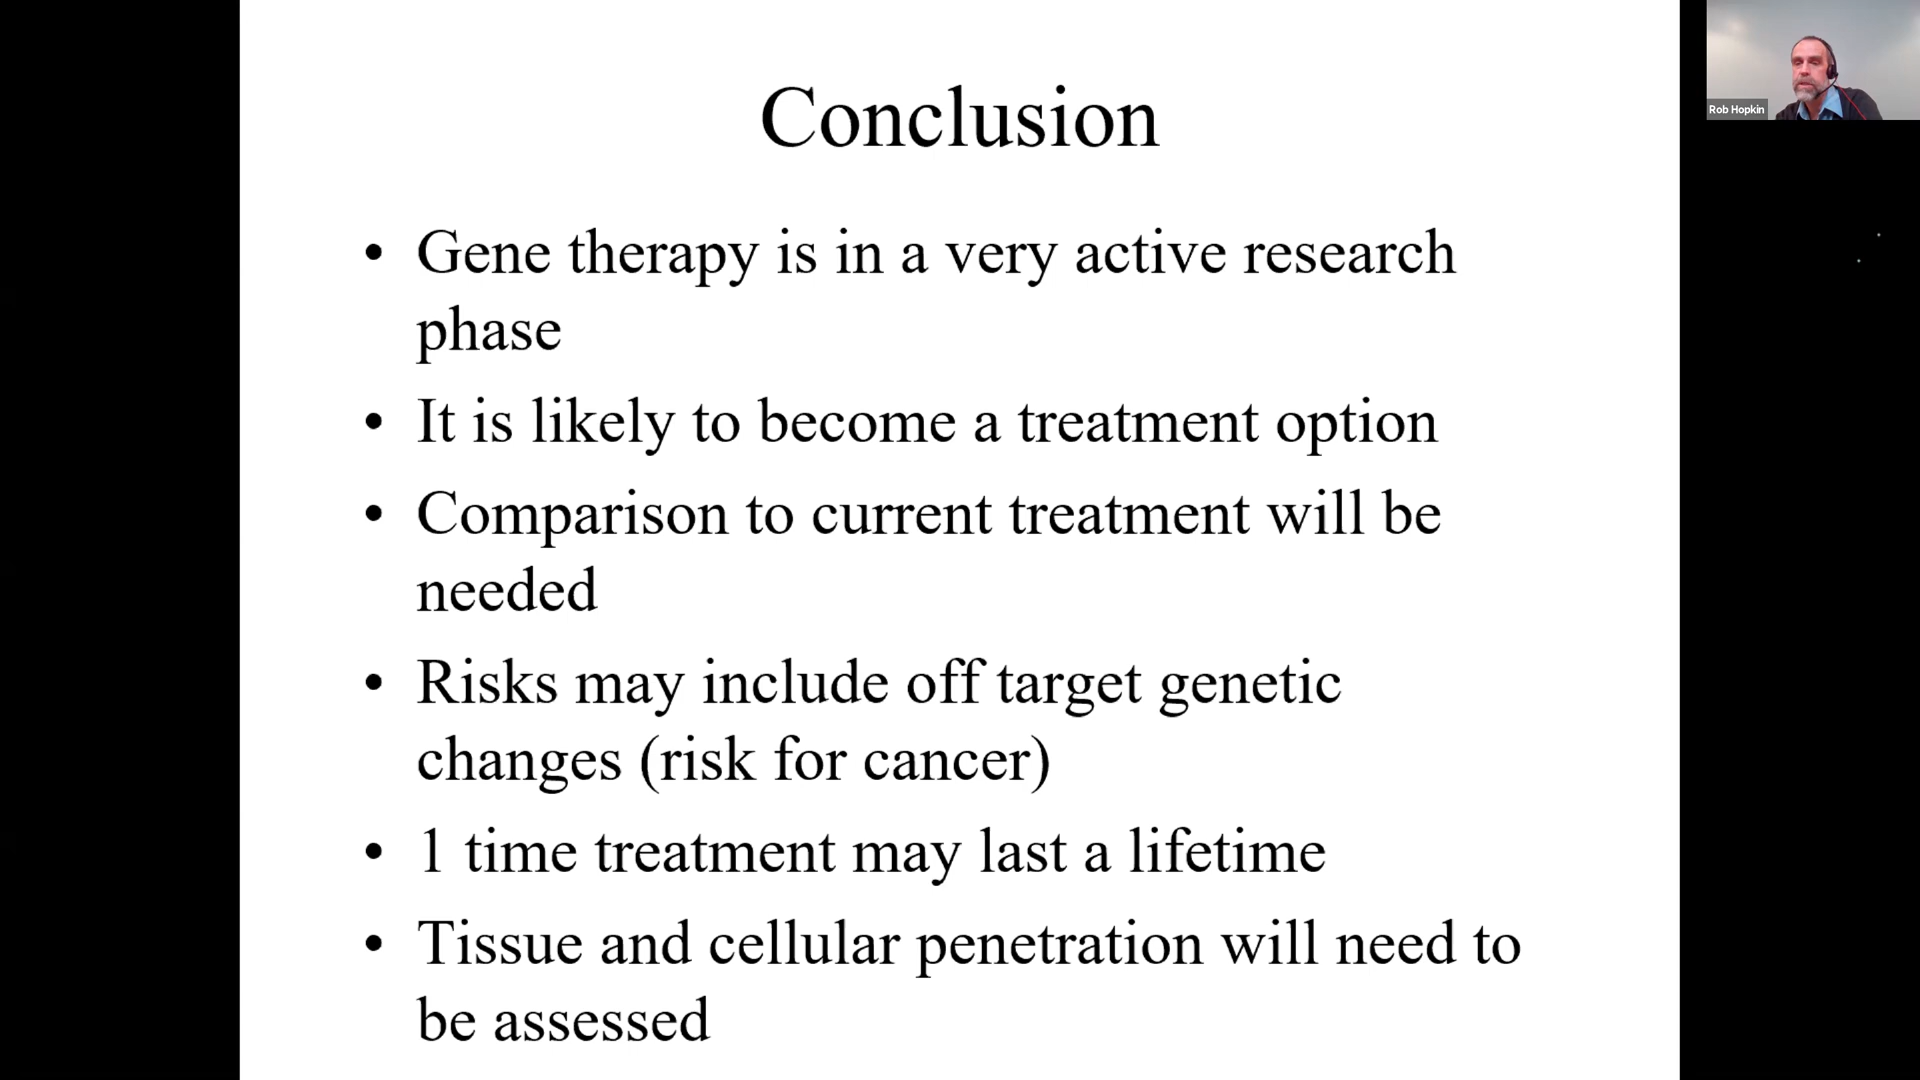 Conclusion
• Gene therapy is in a very active research
phase
• It is likely to become a treatment option
• Comparison to current treatment will be
needed
• Risks may include off target genetic
changes (risk for cancer)
• 1 time treatment may last a lifetime
• Tissue and cellular penetration will need to
be assessed
Rob Hopkin